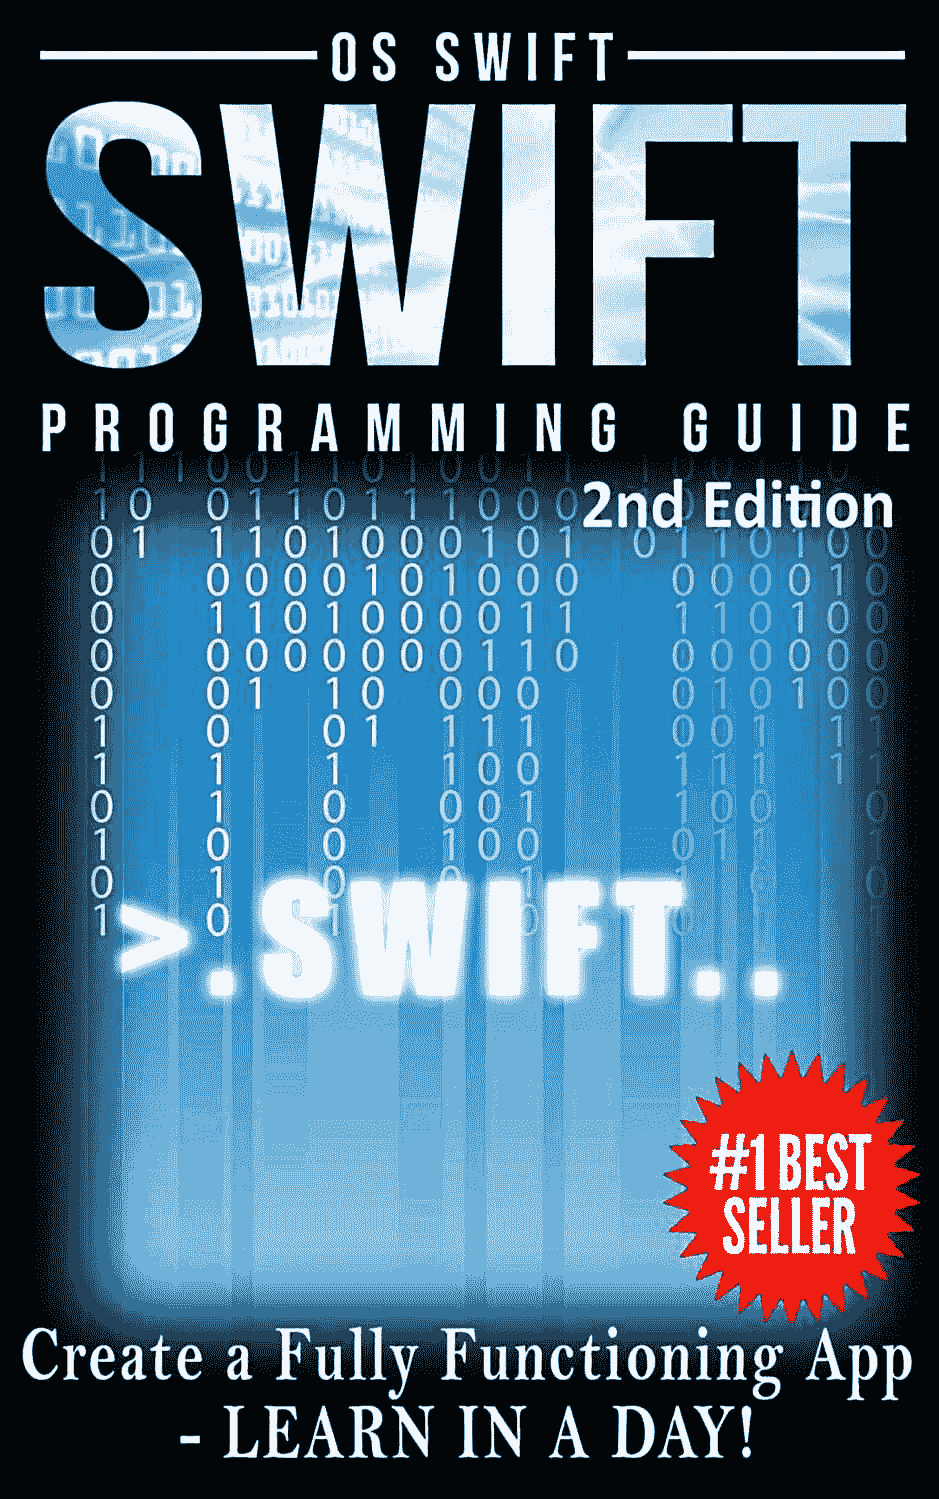 OS SWIFT
SWIFT
PROGRAMMING GUIDE
2nd Edition
>.SWIFT..
#1 BEST
SELLER
Create a Fully Functioning App
- LEARN IN A DAY!